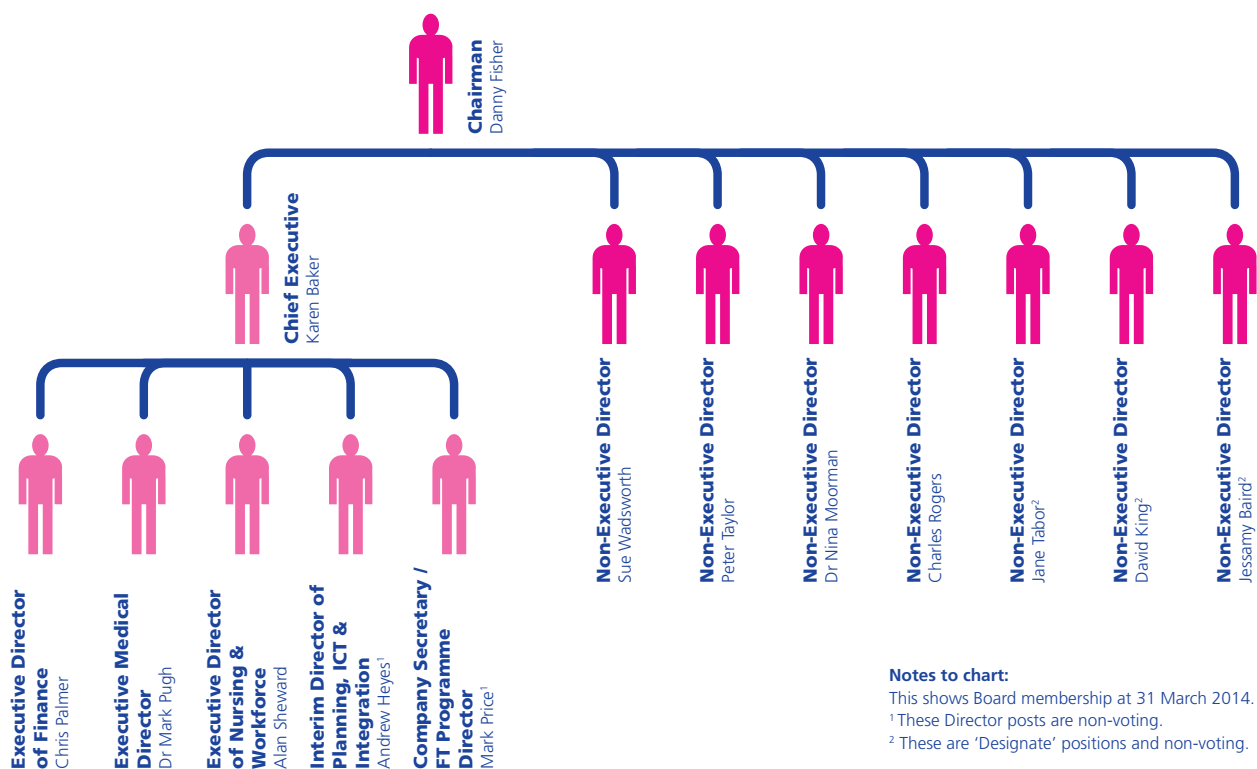 Chairman
Danny Fisher
Chief Executive
Karen Baker
Non-Executive Director
Sue Wadsworth
Non-Executive Director
Peter Taylor
Non-Executive Director
Dr Nina Moorman
Non-Executive Director
Charles Rogers
Non-Executive Director
Jane Tabor²
Non-Executive Director
David King²
Non-Executive Director
Jessamy Baird²
Executive Director
of Finance
Chris Palmer
Executive Medical
Director
Dr Mark Pugh
Executive Director
of Nursing &
Workforce
Alan Sheward
Interim Director of
Planning, ICT &
Integration
Andrew Heyes¹
Company Secretary /
FT Programme
Director
Mark Price¹
Notes to chart:
This shows Board membership at 31 March 2014.
¹ These Director posts are non-voting.
² These are ‘Designate’ positions and non-voting.